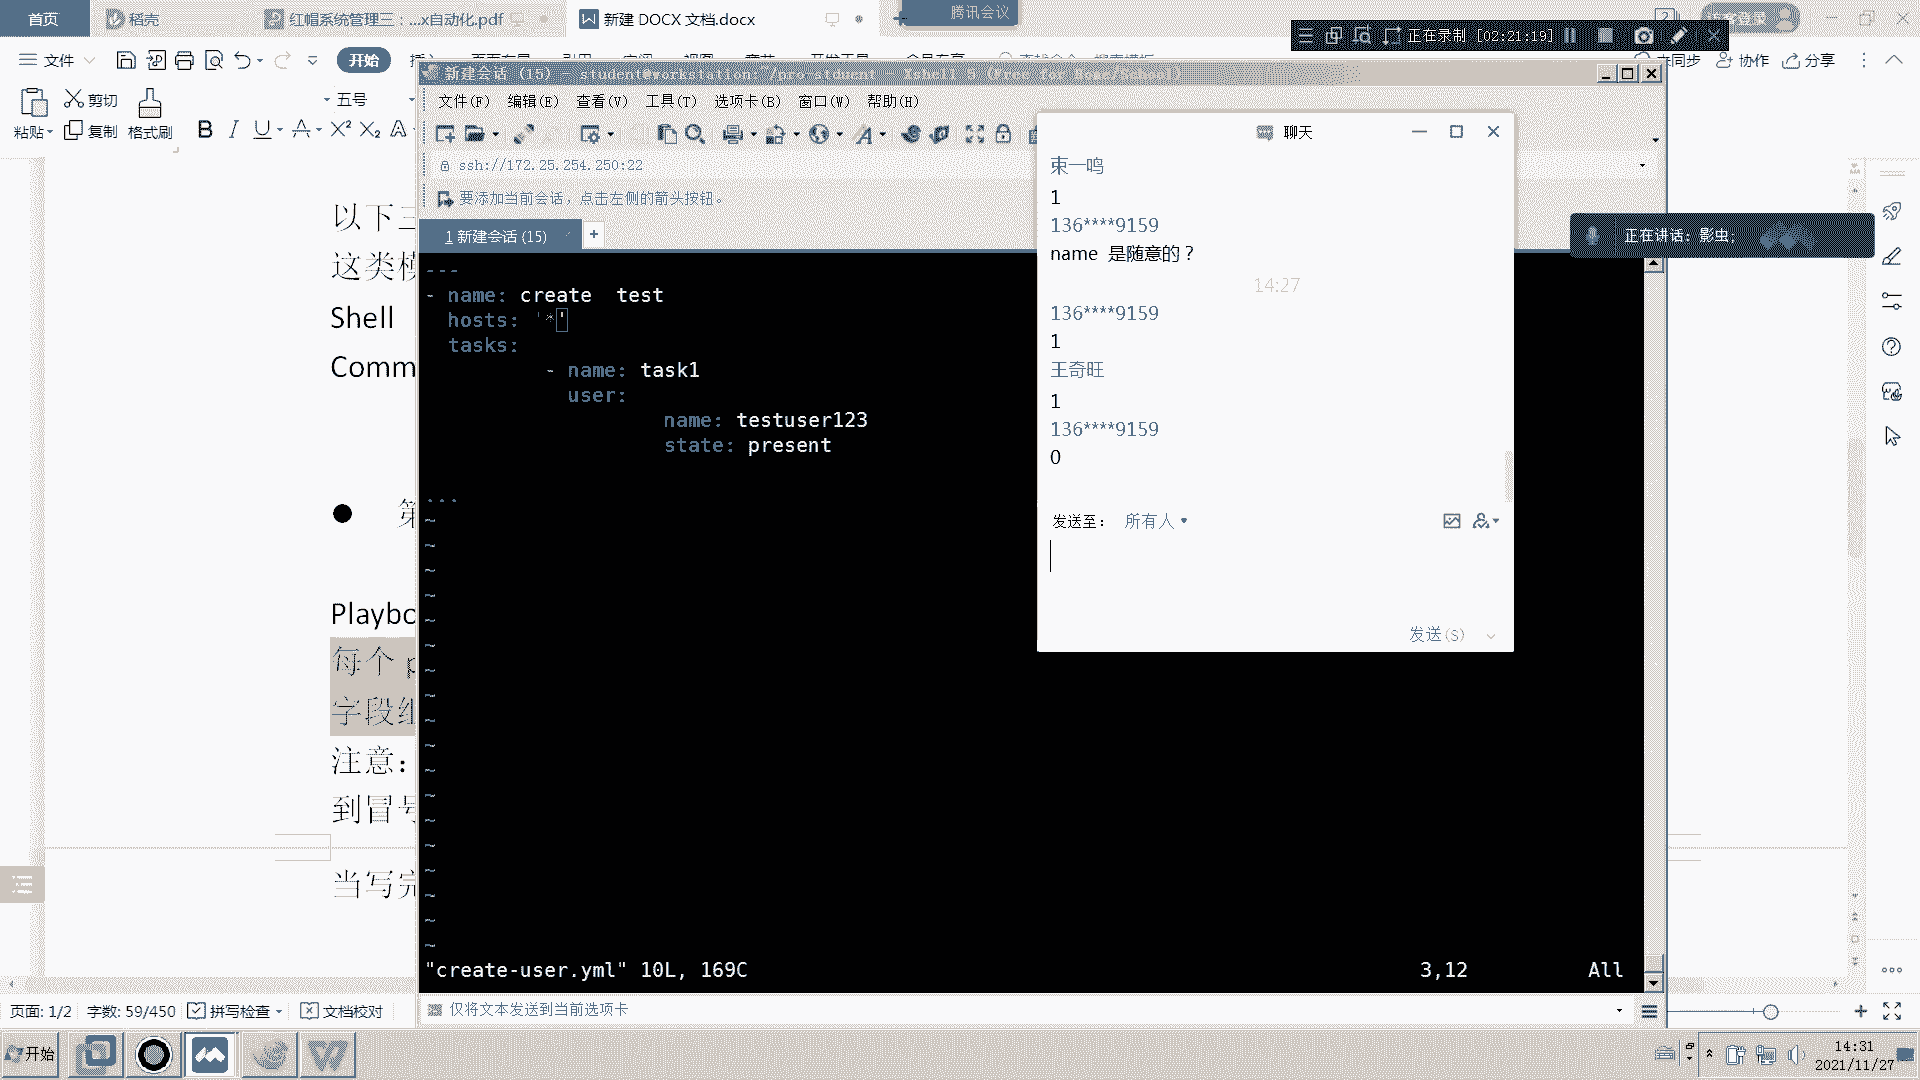 首页
稻壳
红帽系统管理三：...x自动化.pdf
新建 DOCX 文档.docx
腾讯会议
正在录制 [02:21:19]
文件
开始
协作
分享
粘贴
剪切
复制
格式刷
五号
B I U A X² X₂ A
以下三
这类模
Shell
Comm
Playbo
每个 p
字段组
注意：
到冒号
当写完
新建会话 (15) - student@workstation:~/pro-stduent - Xshell 5 (Free for Home/School)
文件(F) 编辑(E) 查看(V) 工具(T) 选项卡(B) 窗口(W) 帮助(H)
ssh://172.25.254.250:22
要添加当前会话，点击左侧的箭头按钮。
1 新建会话 (15)
---
- name: create  test
hosts: '*'
tasks:
- name: task1
user:
name: testuser123
state: present
...
"create-user.yml" 10L, 169C
3,12
All
仅将文本发送到当前选项卡
聊天
束一鸣
1
136****9159
name 是随意的？
14:27
136****9159
1
王奇旺
1
136****9159
0
发送至：
所有人
发送(S)
正在讲话：影虫；
页面: 1/2
字数: 59/450
拼写检查
文档校对
开始
14:31
2021/11/27